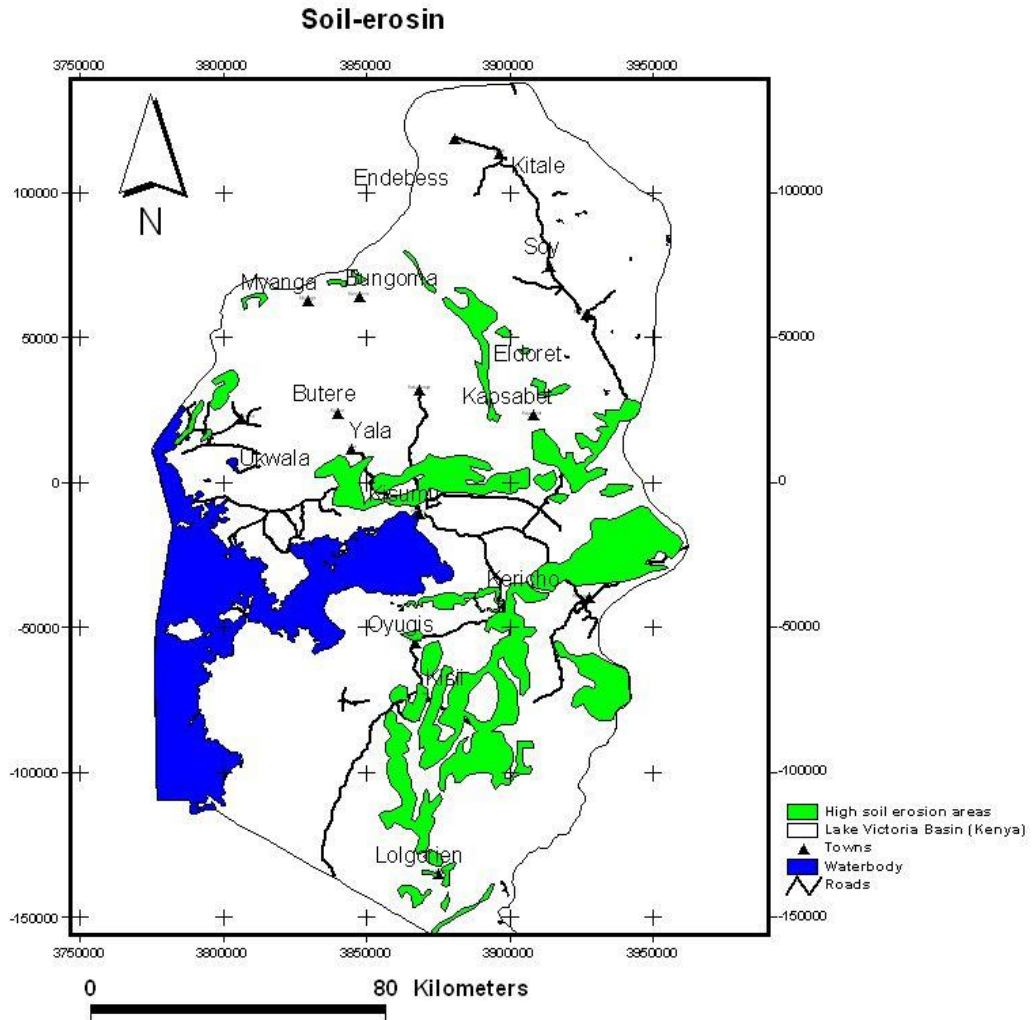 Soil-erosin
3750000 3800000 3850000 3900000 3950000
N
100000 100000
50000 50000
0 0
-50000 -50000
-100000 -100000
-150000 -150000
Kitale
Endebess
Soy
Myanga
Bungoma
Eldoret
Butere
Kapsabet
Yala
Ukwala
Kisumu
Kericho
Oyugis
Kisii
Lolgorien
High soil erosion areas
Lake Victoria Basin (Kenya)
Towns
Waterbody
Roads
3750000 3800000 3850000 3900000 3950000
0 80 Kilometers